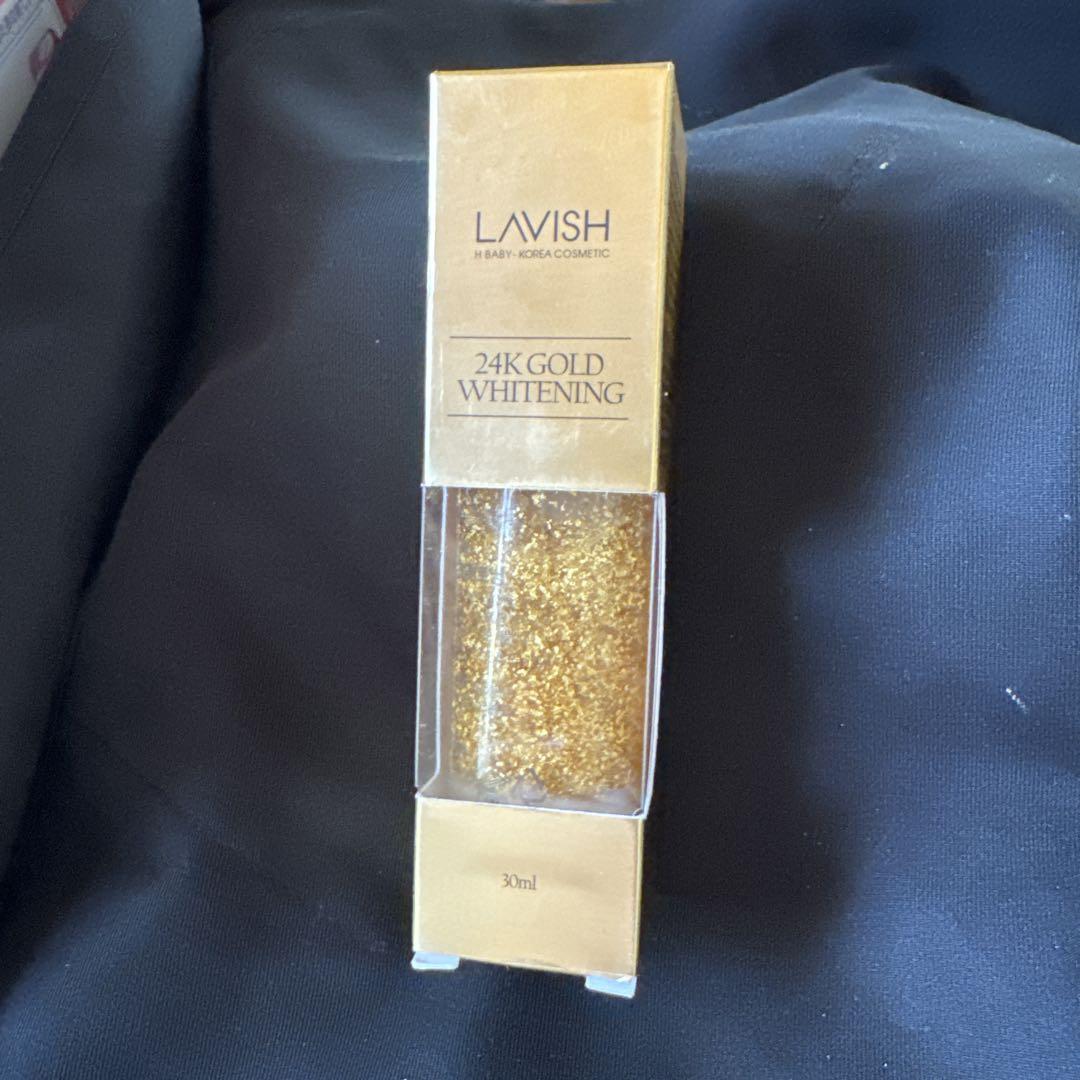 LAVISH
H BABY- KOREA COSMETIC
24K GOLD
WHITENING
30ml